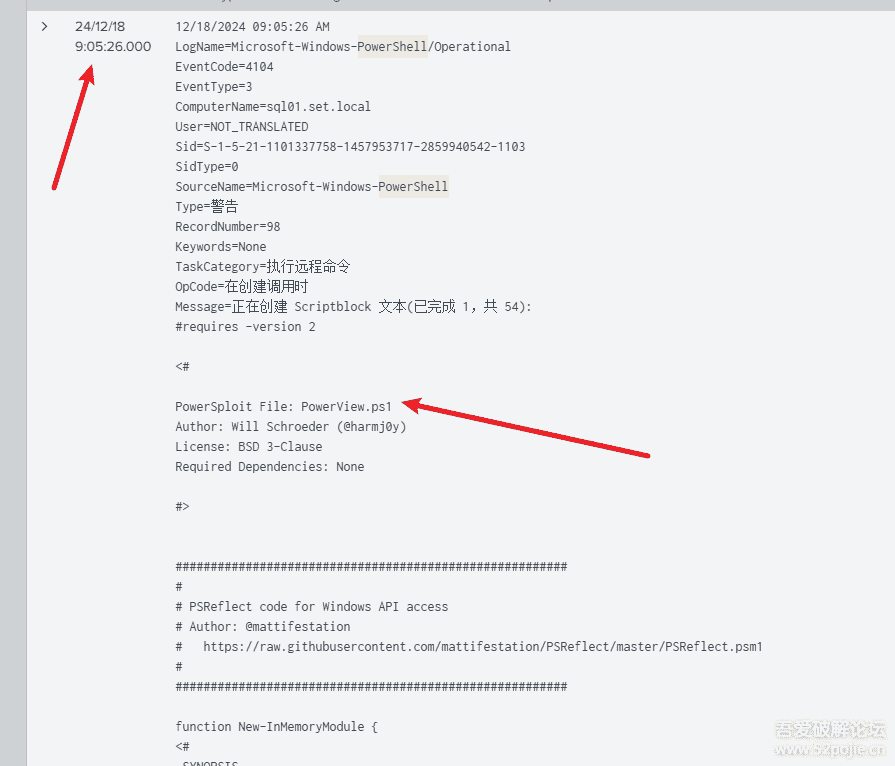 24/12/18
9:05:26.000
12/18/2024 09:05:26 AM
LogName=Microsoft-Windows-PowerShell/Operational
EventCode=4104
EventType=3
ComputerName=sql01.set.local
User=NOT_TRANSLATED
Sid=S-1-5-21-1101337758-1457953717-2859940542-1103
SidType=0
SourceName=Microsoft-Windows-PowerShell
Type=警告
RecordNumber=98
Keywords=None
TaskCategory=执行远程命令
OpCode=在创建调用时
Message=正在创建 Scriptblock 文本(已完成 1，共 54):
#requires -version 2
<#
PowerSploit File: PowerView.ps1
Author: Will Schroeder (@harmj0y)
License: BSD 3-Clause
Required Dependencies: None
#>
########################################################
#
# PSReflect code for Windows API access
# Author: @mattifestation
#   https://raw.githubusercontent.com/mattifestation/PSReflect/master/PSReflect.psm1
#
########################################################
function New-InMemoryModule {
<#
.SYNOPSIS
吾爱破解论坛
www.52pojie.cn